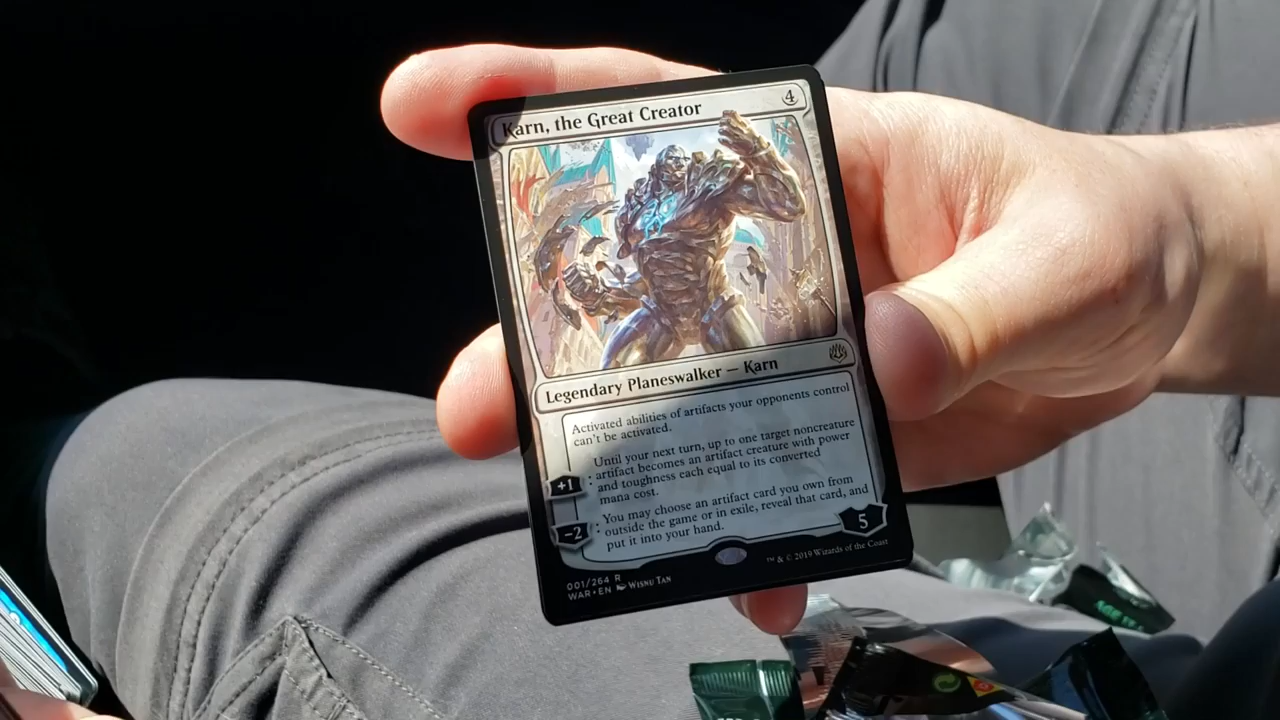 Karn, the Great Creator 4
Legendary Planeswalker — Karn
Activated abilities of artifacts your opponents control
can't be activated.
Until your next turn, up to one target noncreature
+1: artifact becomes an artifact creature with power
and toughness each equal to its converted
mana cost.
-2: You may choose an artifact card you own from
outside the game or in exile, reveal that card, and
put it into your hand.
5
001/264 R
WAR • EN Wisnu Tan
™ & © 2019 Wizards of the Coast